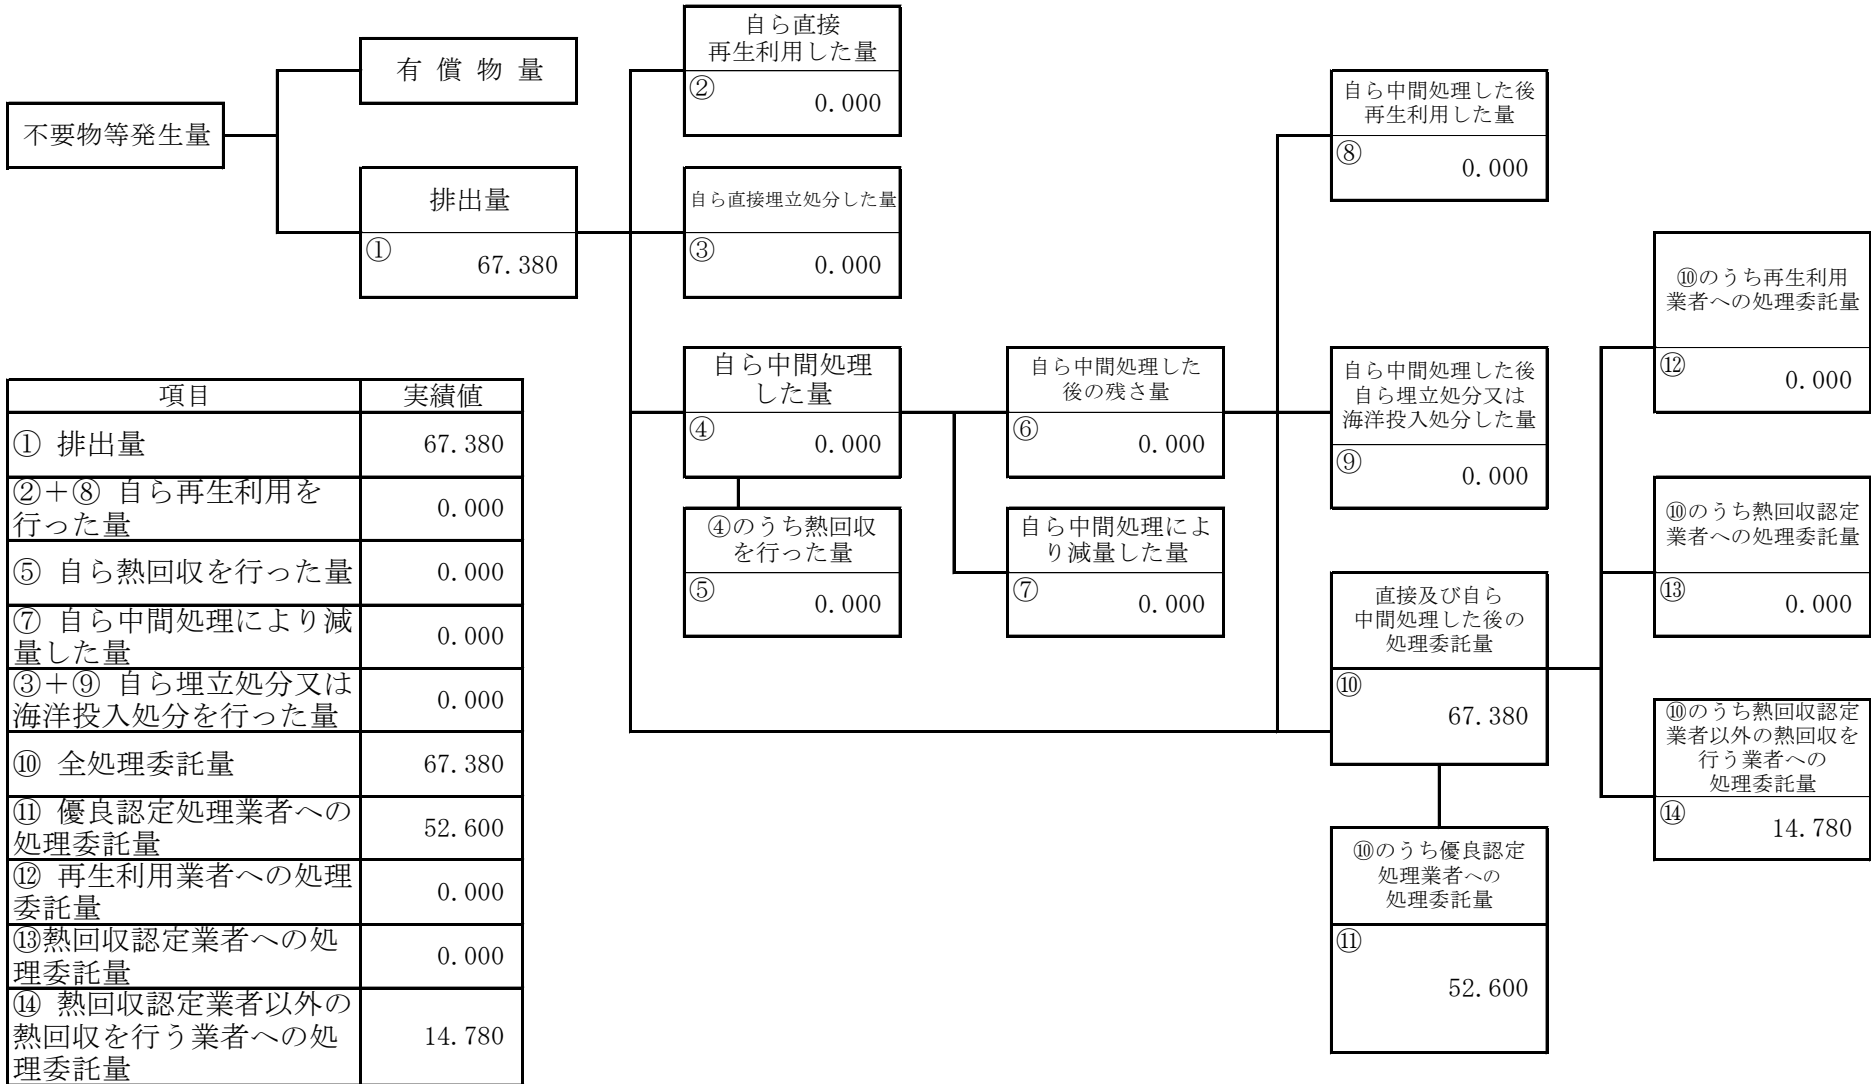 不要物等発生量
有 償 物 量
排出量
①
67.380
自ら直接
再生利用した量
②
0.000
自ら直接埋立処分した量
③
0.000
自ら中間処理
した量
④
0.000
④のうち熱回収
を行った量
⑤
0.000
自ら中間処理した
後の残さ量
⑥
0.000
自ら中間処理によ
り減量した量
⑦
0.000
自ら中間処理した後
再生利用した量
⑧
0.000
自ら中間処理した後
自ら埋立処分又は
海洋投入処分した量
⑨
0.000
直接及び自ら
中間処理した後の
処理委託量
⑩
67.380
⑩のうち優良認定
処理業者への
処理委託量
⑪
52.600
⑩のうち再生利用
業者への処理委託量
⑫
0.000
⑩のうち熱回収認定
業者への処理委託量
⑬
0.000
⑩のうち熱回収認定
業者以外の熱回収を
行う業者への
処理委託量
⑭
14.780
項目 実績値
① 排出量 67.380
②＋⑧ 自ら再生利用を
行った量 0.000
⑤ 自ら熱回収を行った量 0.000
⑦ 自ら中間処理により減
量した量 0.000
③＋⑨ 自ら埋立処分又は
海洋投入処分を行った量 0.000
⑩ 全処理委託量 67.380
⑪ 優良認定処理業者への
処理委託量 52.600
⑫ 再生利用業者への処理
委託量 0.000
⑬熱回収認定業者への処
理委託量 0.000
⑭ 熱回収認定業者以外の
熱回収を行う業者への処
理委託量 14.780